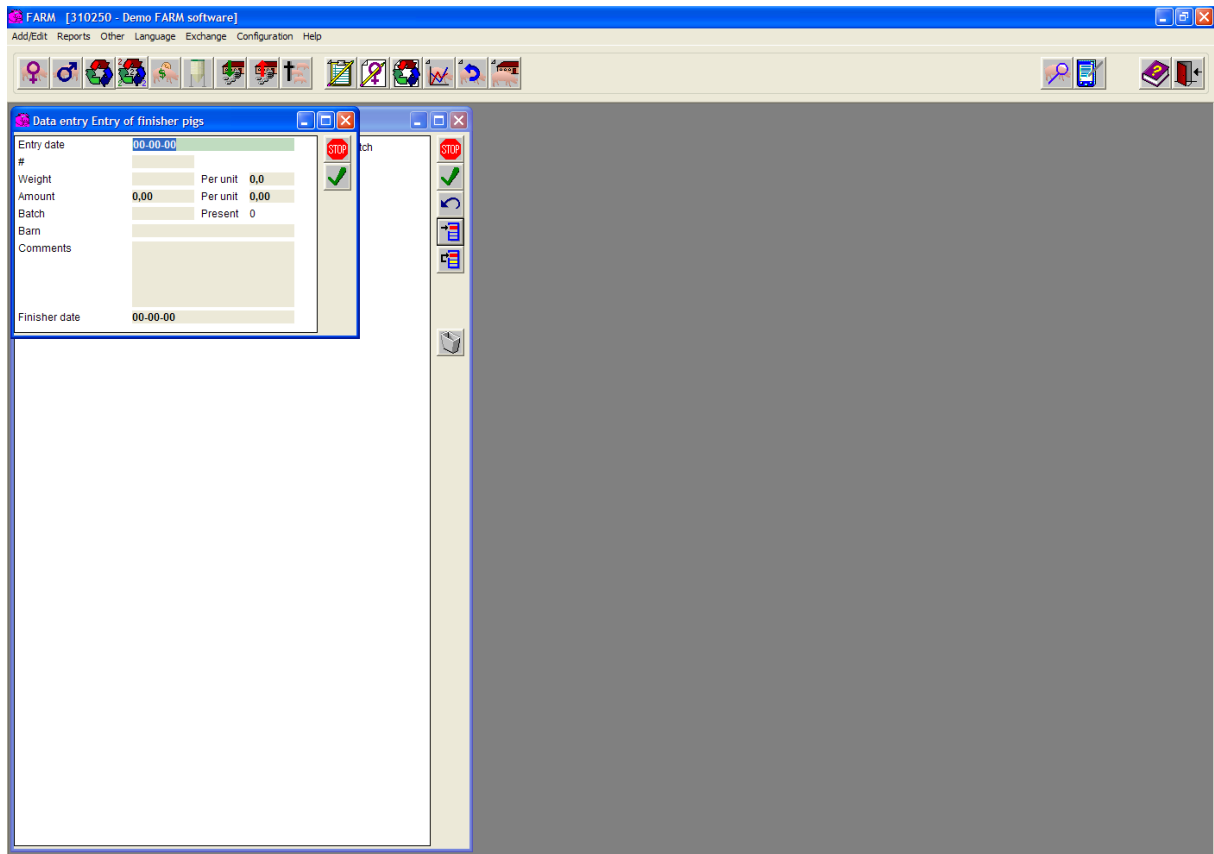 FARM [310250 - Demo FARM software]
Add/Edit Reports Other Language Exchange Configuration Help
Data entry Entry of finisher pigs
Entry date 00-00-00
tch
STOP
STOP
#
Weight Per unit 0,0
Amount 0,00 Per unit 0,00
Batch Present 0
Barn
Comments
Finisher date 00-00-00